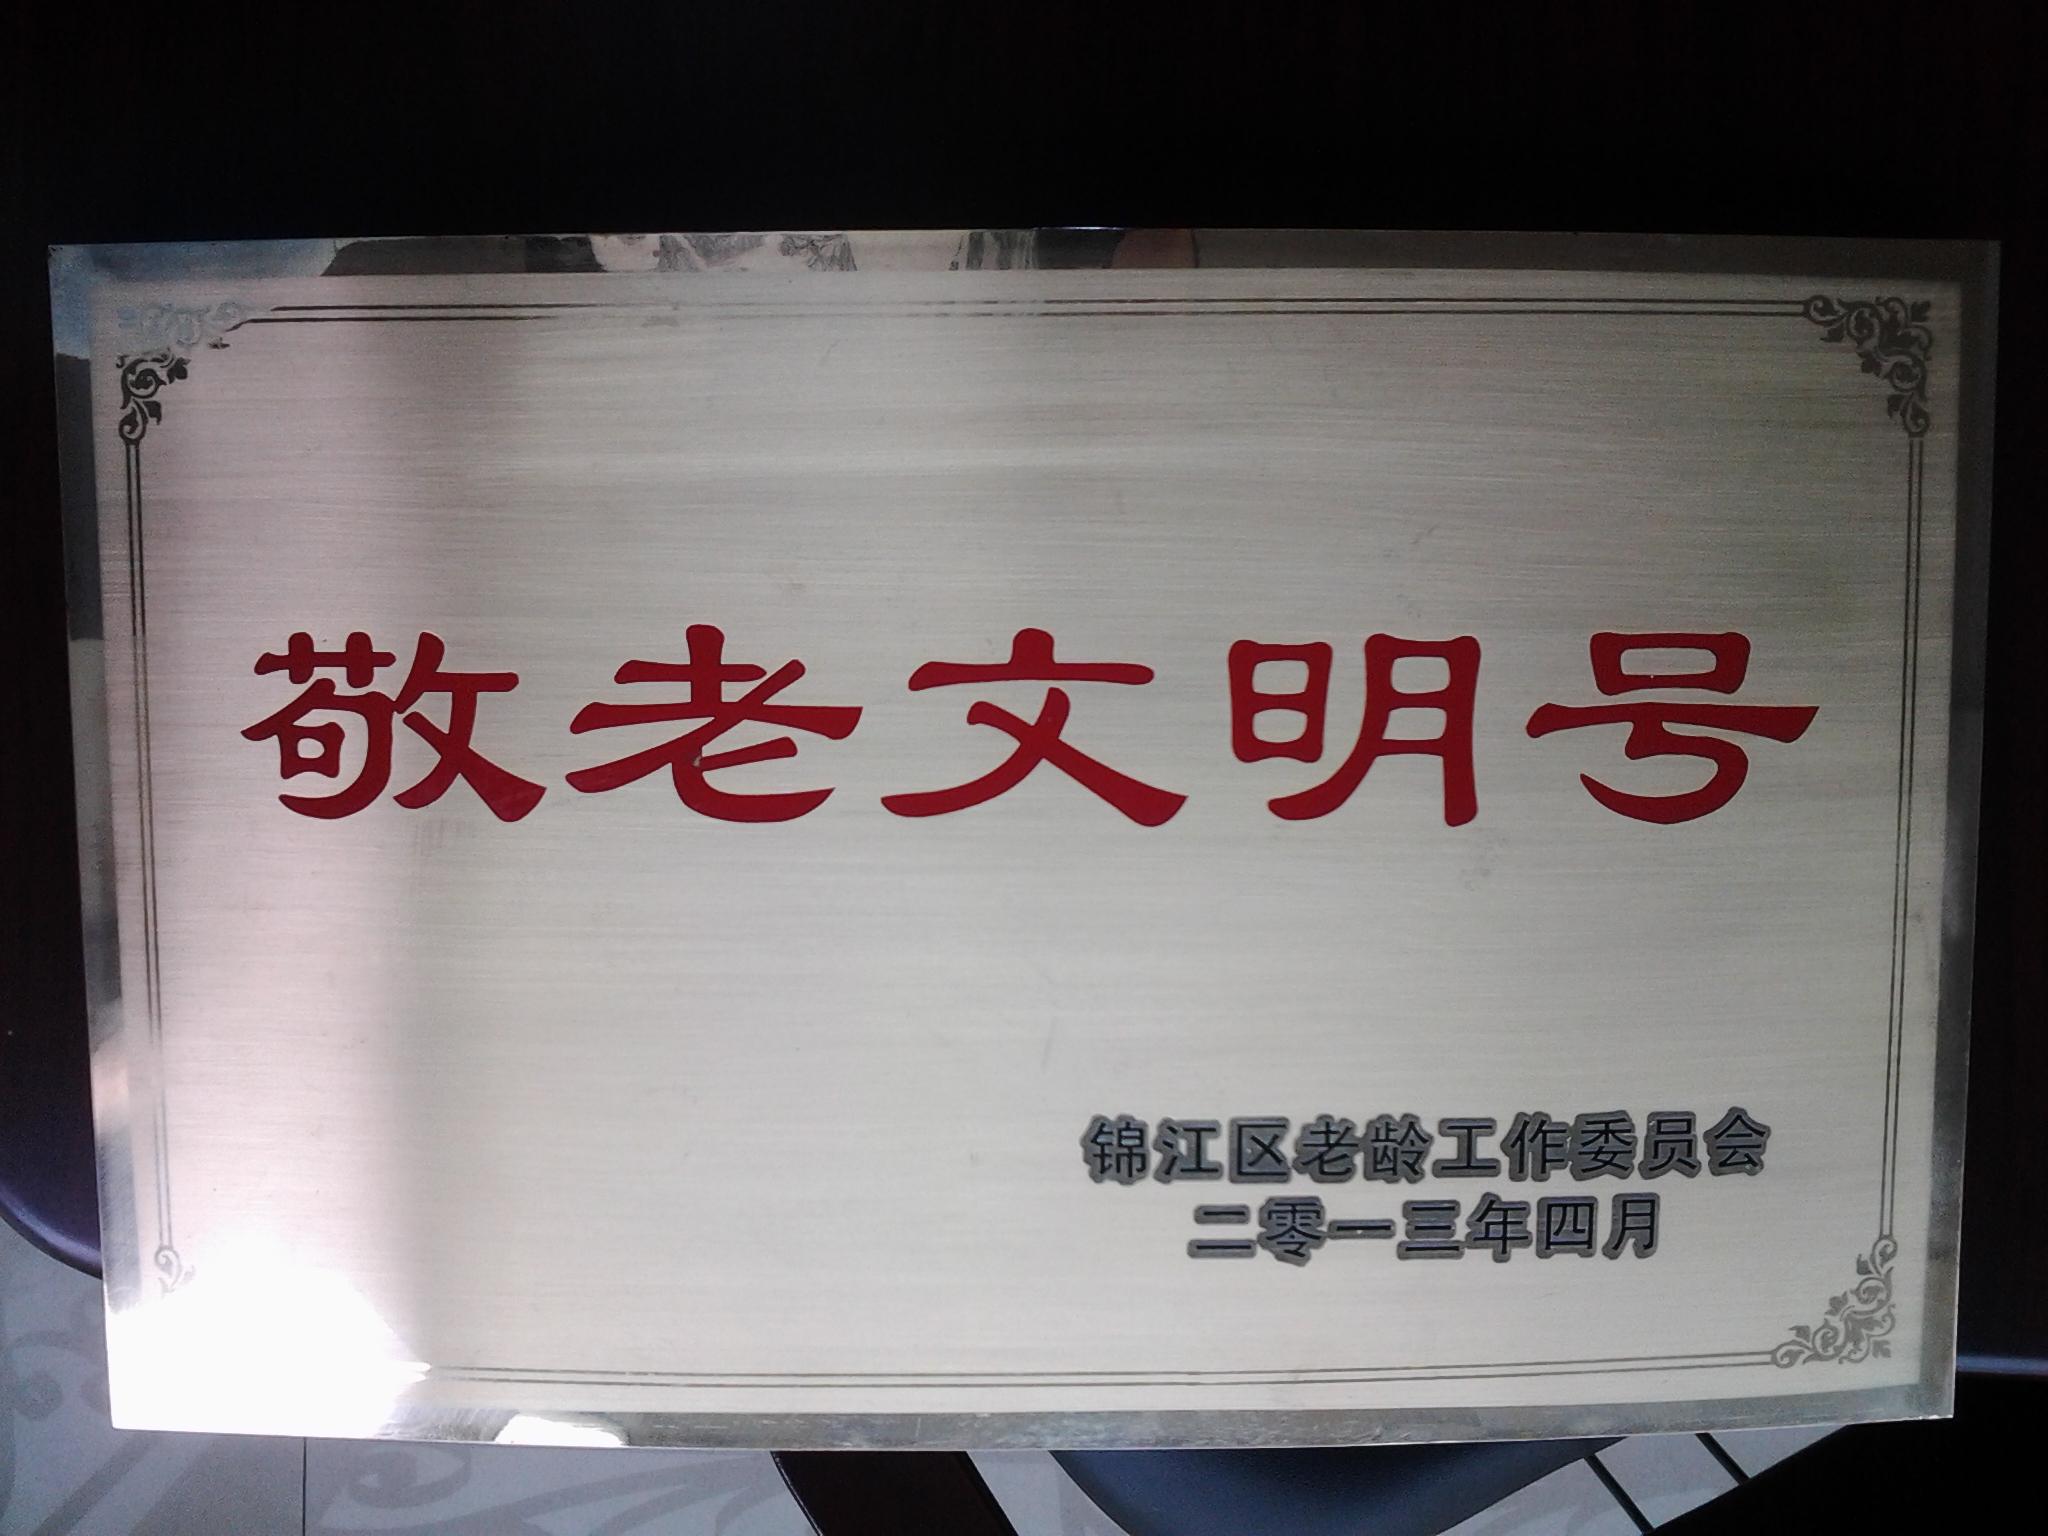 敬老文明号
锦江区老龄工作委员会
二零一三年四月